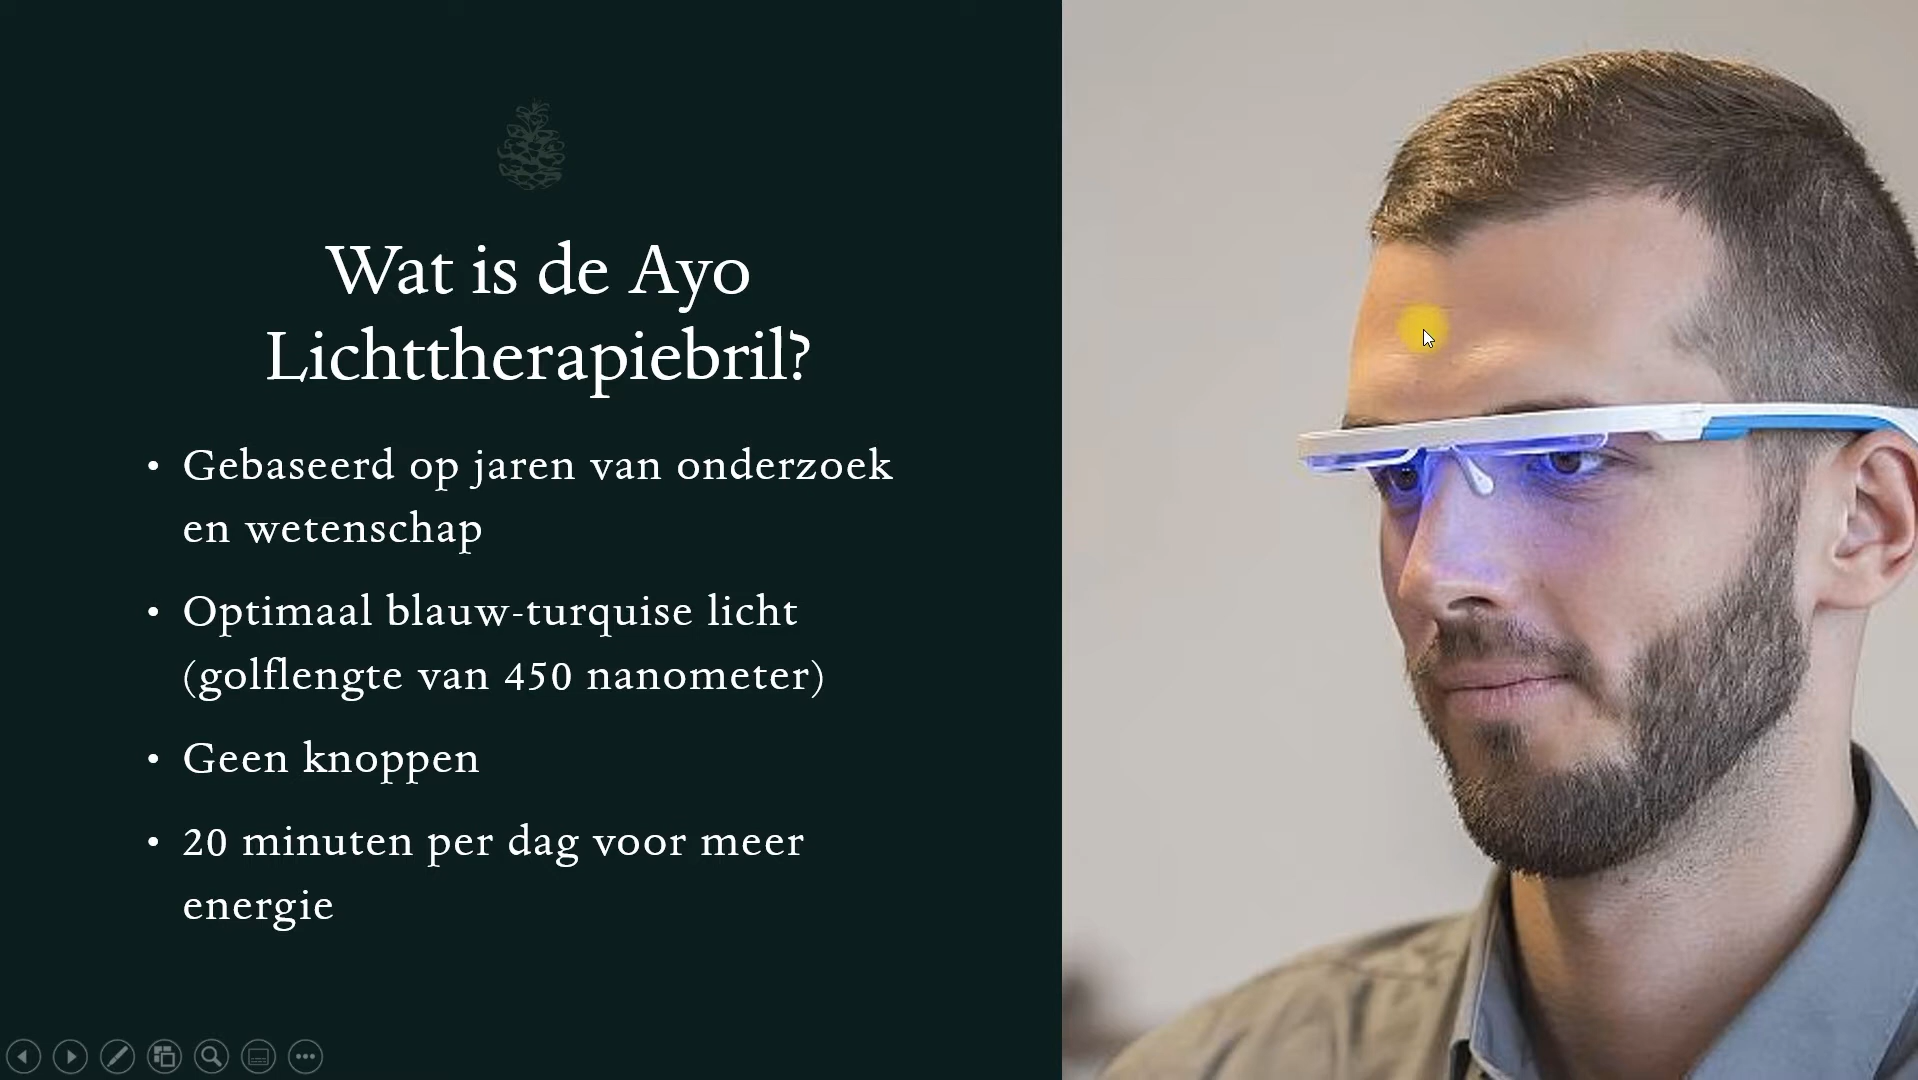 Wat is de Ayo
Lichttherapiebril?
• Gebaseerd op jaren van onderzoek
en wetenschap
• Optimaal blauw-turquise licht
(golflengte van 450 nanometer)
• Geen knoppen
• 20 minuten per dag voor meer
energie